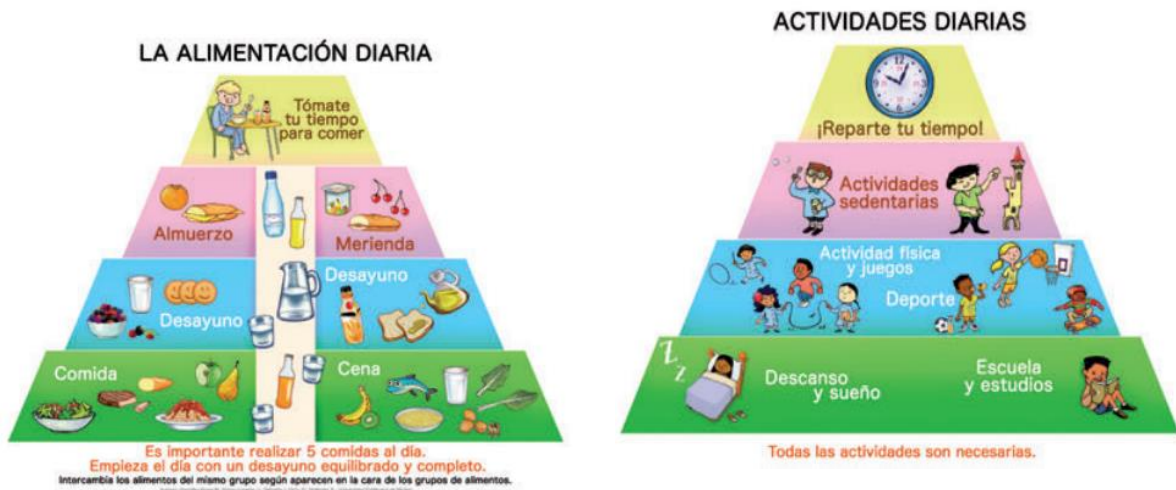 LA ALIMENTACIÓN DIARIA
Tómate
tu tiempo
para comer
Almuerzo
Merienda
Desayuno
Desayuno
Comida
Cena
Es importante realizar 5 comidas al día.
Empieza el día con un desayuno equilibrado y completo.
Intercambia los alimentos del mismo grupo según aparecen en la cara de los grupos de alimentos.
ACTIVIDADES DIARIAS
¡Reparte tu tiempo!
Actividades
sedentarias
Actividad física
y juegos
Deporte
Z
Z
Descanso
y sueño
Escuela
y estudios
Todas las actividades son necesarias.